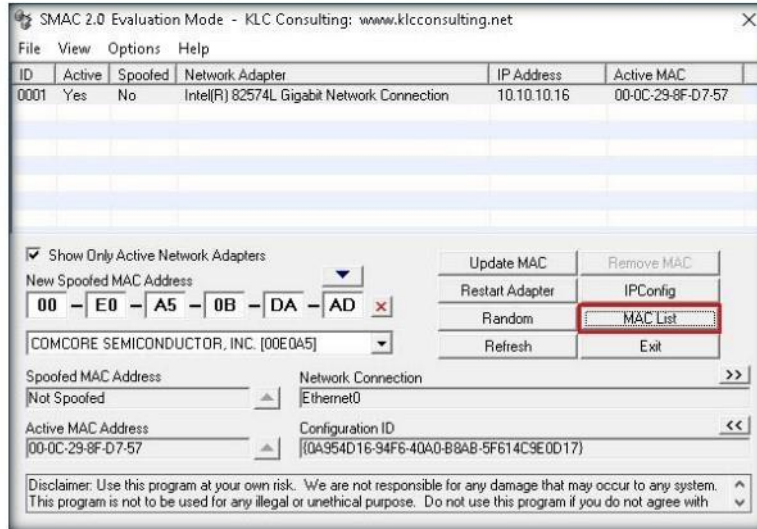 SMAC 2.0 Evaluation Mode - KLC Consulting: www.klcconsulting.net
File View Options Help
ID Active Spoofed Network Adapter IP Address Active MAC
0001 Yes No Intel(R) 82574L Gigabit Network Connection 10.10.10.16 00-0C-29-8F-D7-57
Show Only Active Network Adapters
New Spoofed MAC Address
00 - E0 - A5 - 0B - DA - AD
COMCORE SEMICONDUCTOR, INC. [00E0A5]
Update MAC Remove MAC
Restart Adapter IPConfig
Random MAC List
Refresh Exit
Spoofed MAC Address
Not Spoofed
Network Connection
Ethernet0
>>
Active MAC Address
00-0C-29-8F-D7-57
Configuration ID
{0A954D16-94F6-40A0-B8AB-5F614C9E0D17}
<<
Disclaimer: Use this program at your own risk. We are not responsible for any damage that may occur to any system.
This program is not to be used for any illegal or unethical purpose. Do not use this program if you do not agree with